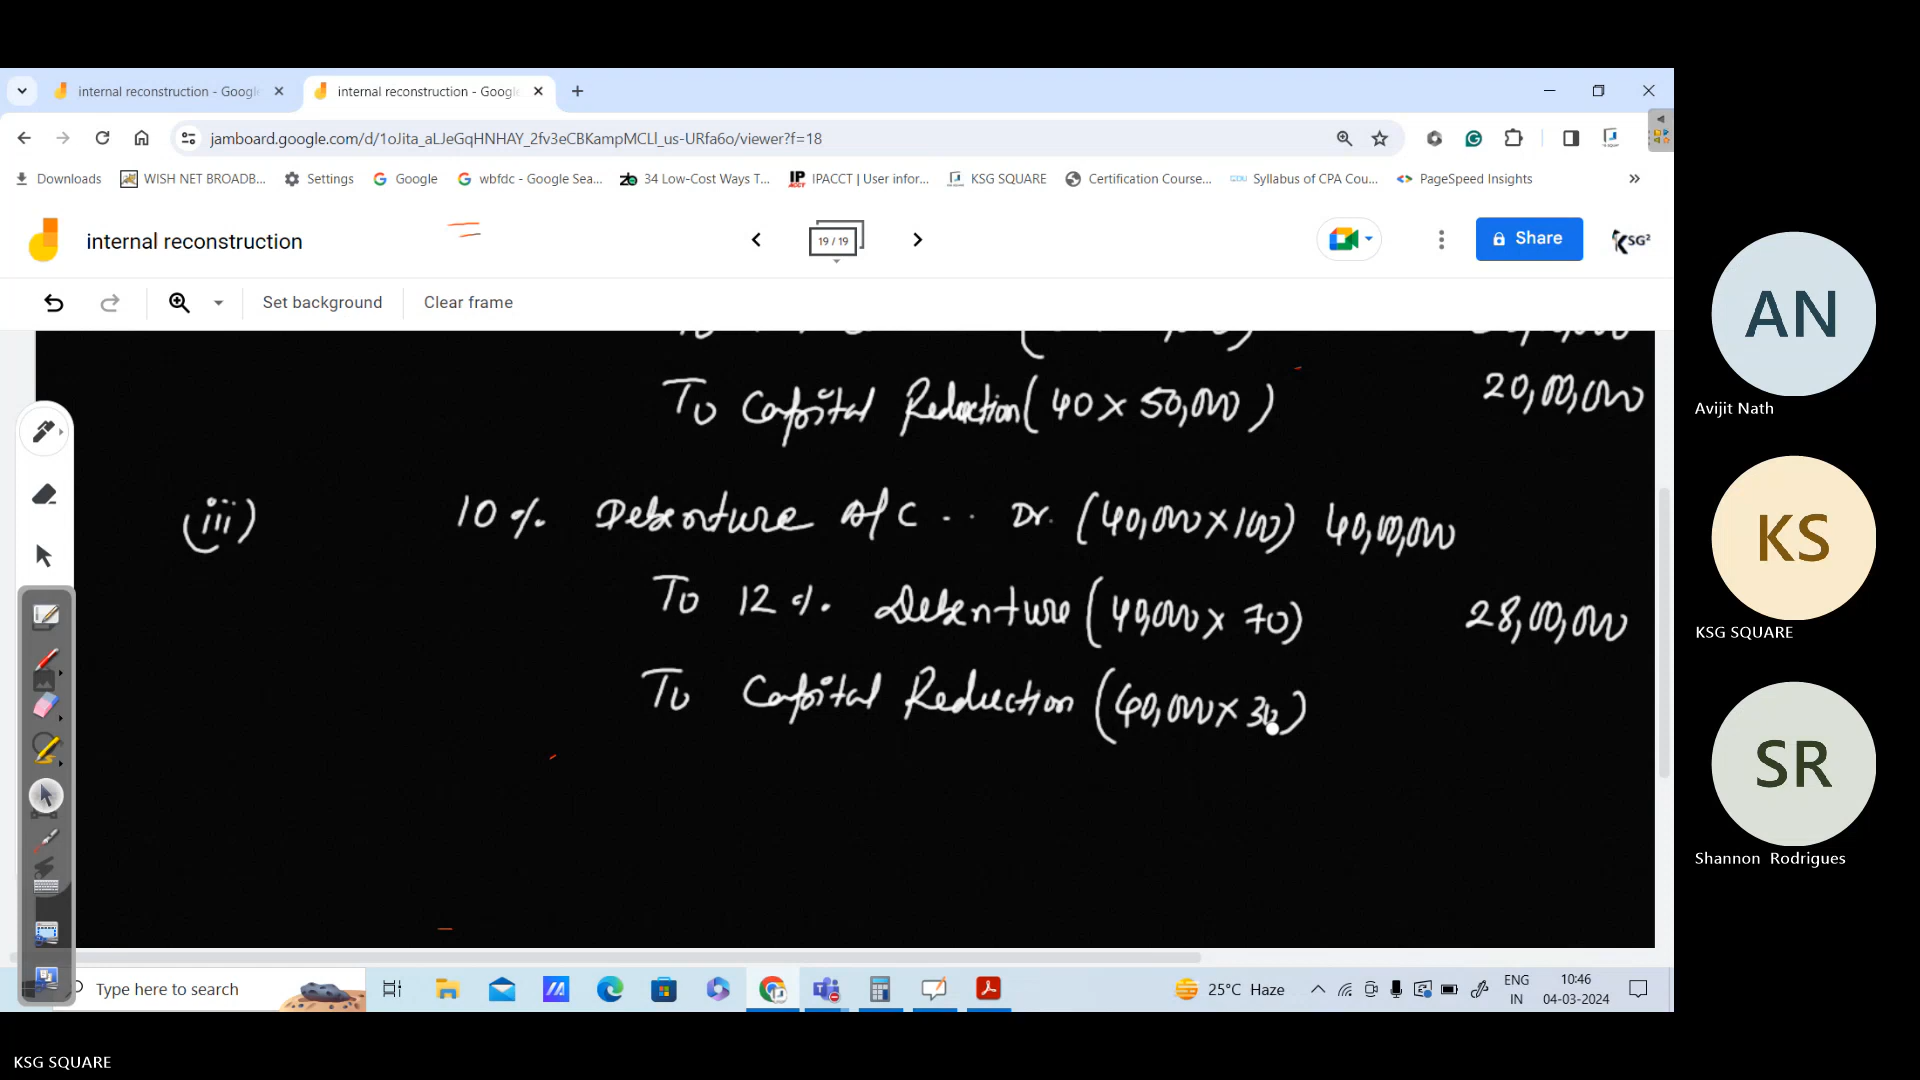 internal reconstruction - Googl
internal reconstruction - Google
jamboard.google.com/d/1oJita_aLJeGqHNHAY_2fv3eCBKampMCLl_us-URfa6o/viewer?f=18
Downloads WISH NET BROADB... Settings Google wbfdc - Google Sea... 34 Low-Cost Ways T... IPACCT | User infor... KSG SQUARE Certification Course... Syllabus of CPA Cou... PageSpeed Insights »
internal reconstruction
19 / 19
Share
KSG²
Set background Clear frame
To
To Capital Reduction (40 x 50,000) 20,00,000
(iii) 10 %. Debenture A/C .. Dr. (40,000 x 100) 40,00,000
To 12 %. Debenture (40,000 x 70) 28,00,000
To Capital Reduction (40,000 x 30)
Type here to search
25°C Haze
ENG
IN
10:46
04-03-2024
AN
Avijit Nath
KS
KSG SQUARE
SR
Shannon Rodrigues
KSG SQUARE